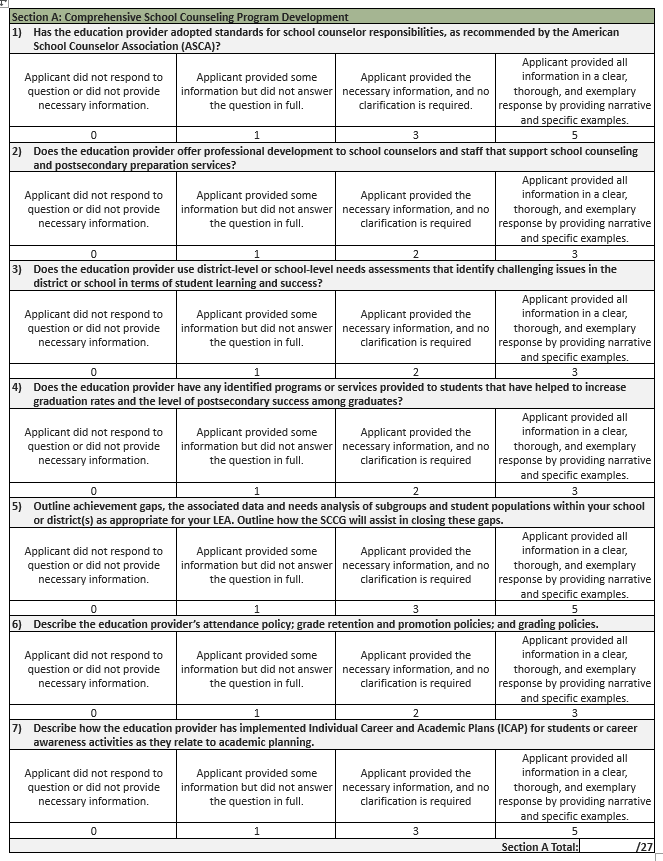 Section A: Comprehensive School Counseling Program Development
1) Has the education provider adopted standards for school counselor responsibilities, as recommended by the American
School Counselor Association (ASCA)?
Applicant did not respond to
question or did not provide
necessary information.
Applicant provided some
information but did not answer
the question in full.
Applicant provided the
necessary information, and no
clarification is required.
Applicant provided all
information in a clear,
thorough, and exemplary
response by providing narrative
and specific examples.
0 1 3 5
2) Does the education provider offer professional development to school counselors and staff that support school counseling
and postsecondary preparation services?
Applicant did not respond to
question or did not provide
necessary information.
Applicant provided some
information but did not answer
the question in full.
Applicant provided the
necessary information, and no
clarification is required
Applicant provided all
information in a clear,
thorough, and exemplary
response by providing narrative
and specific examples.
0 1 2 3
3) Does the education provider use district-level or school-level needs assessments that identify challenging issues in the
district or school in terms of student learning and success?
Applicant did not respond to
question or did not provide
necessary information.
Applicant provided some
information but did not answer
the question in full.
Applicant provided the
necessary information, and no
clarification is required
Applicant provided all
information in a clear,
thorough, and exemplary
response by providing narrative
and specific examples.
0 1 2 3
4) Does the education provider have any identified programs or services provided to students that have helped to increase
graduation rates and the level of postsecondary success among graduates?
Applicant did not respond to
question or did not provide
necessary information.
Applicant provided some
information but did not answer
the question in full.
Applicant provided the
necessary information, and no
clarification is required
Applicant provided all
information in a clear,
thorough, and exemplary
response by providing narrative
and specific examples.
0 1 2 3
5) Outline achievement gaps, the associated data and needs analysis of subgroups and student populations within your school
or district(s) as appropriate for your LEA. Outline how the SCCG will assist in closing these gaps.
Applicant did not respond to
question or did not provide
necessary information.
Applicant provided some
information but did not answer
the question in full.
Applicant provided the
necessary information, and no
clarification is required
Applicant provided all
information in a clear,
thorough, and exemplary
response by providing narrative
and specific examples.
0 1 3 5
6) Describe the education provider's attendance policy; grade retention and promotion policies; and grading policies.
Applicant did not respond to
question or did not provide
necessary information.
Applicant provided some
information but did not answer
the question in full.
Applicant provided the
necessary information, and no
clarification is required
Applicant provided all
information in a clear,
thorough, and exemplary
response by providing narrative
and specific examples.
0 1 2 3
7) Describe how the education provider has implemented Individual Career and Academic Plans (ICAP) for students or career
awareness activities as they relate to academic planning.
Applicant did not respond to
question or did not provide
necessary information.
Applicant provided some
information but did not answer
the question in full.
Applicant provided the
necessary information, and no
clarification is required
Applicant provided all
information in a clear,
thorough, and exemplary
response by providing narrative
and specific examples.
0 1 3 5
Section A Total: /27